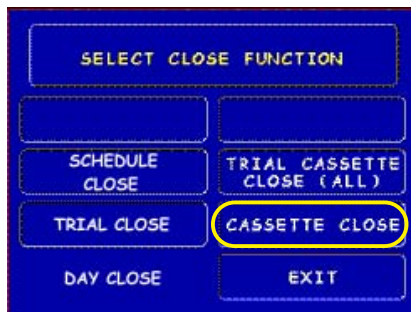 SELECT CLOSE FUNCTION
SCHEDULE CLOSE
TRIAL CASSETTE CLOSE (ALL)
TRIAL CLOSE
CASSETTE CLOSE
DAY CLOSE
EXIT